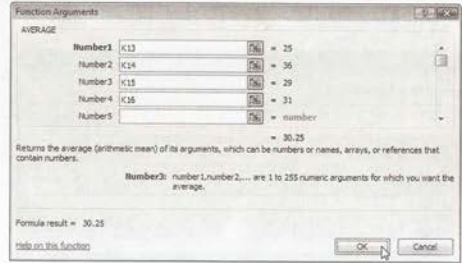 Function Arguments
AVERAGE
Number1 K13 = 25
Number2 K14 = 36
Number3 K15 = 29
Number4 K16 = 31
Number5 = number
= 30.25
Returns the average (arithmetic mean) of its arguments, which can be numbers or names, arrays, or references that
contain numbers.
Number3: number1,number2,... are 1 to 255 numeric arguments for which you want the
average.
Formula result = 30.25
Help on this function OK Cancel